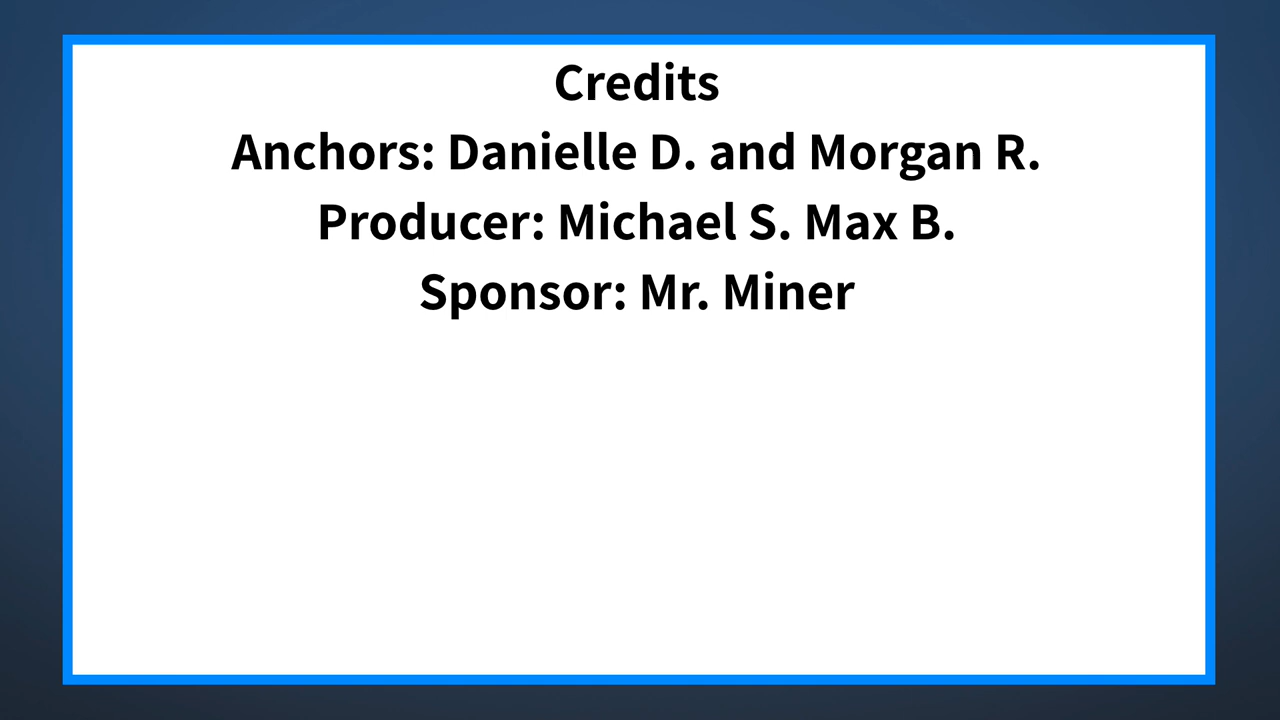 Credits
Anchors: Danielle D. and Morgan R.
Producer: Michael S. Max B.
Sponsor: Mr. Miner